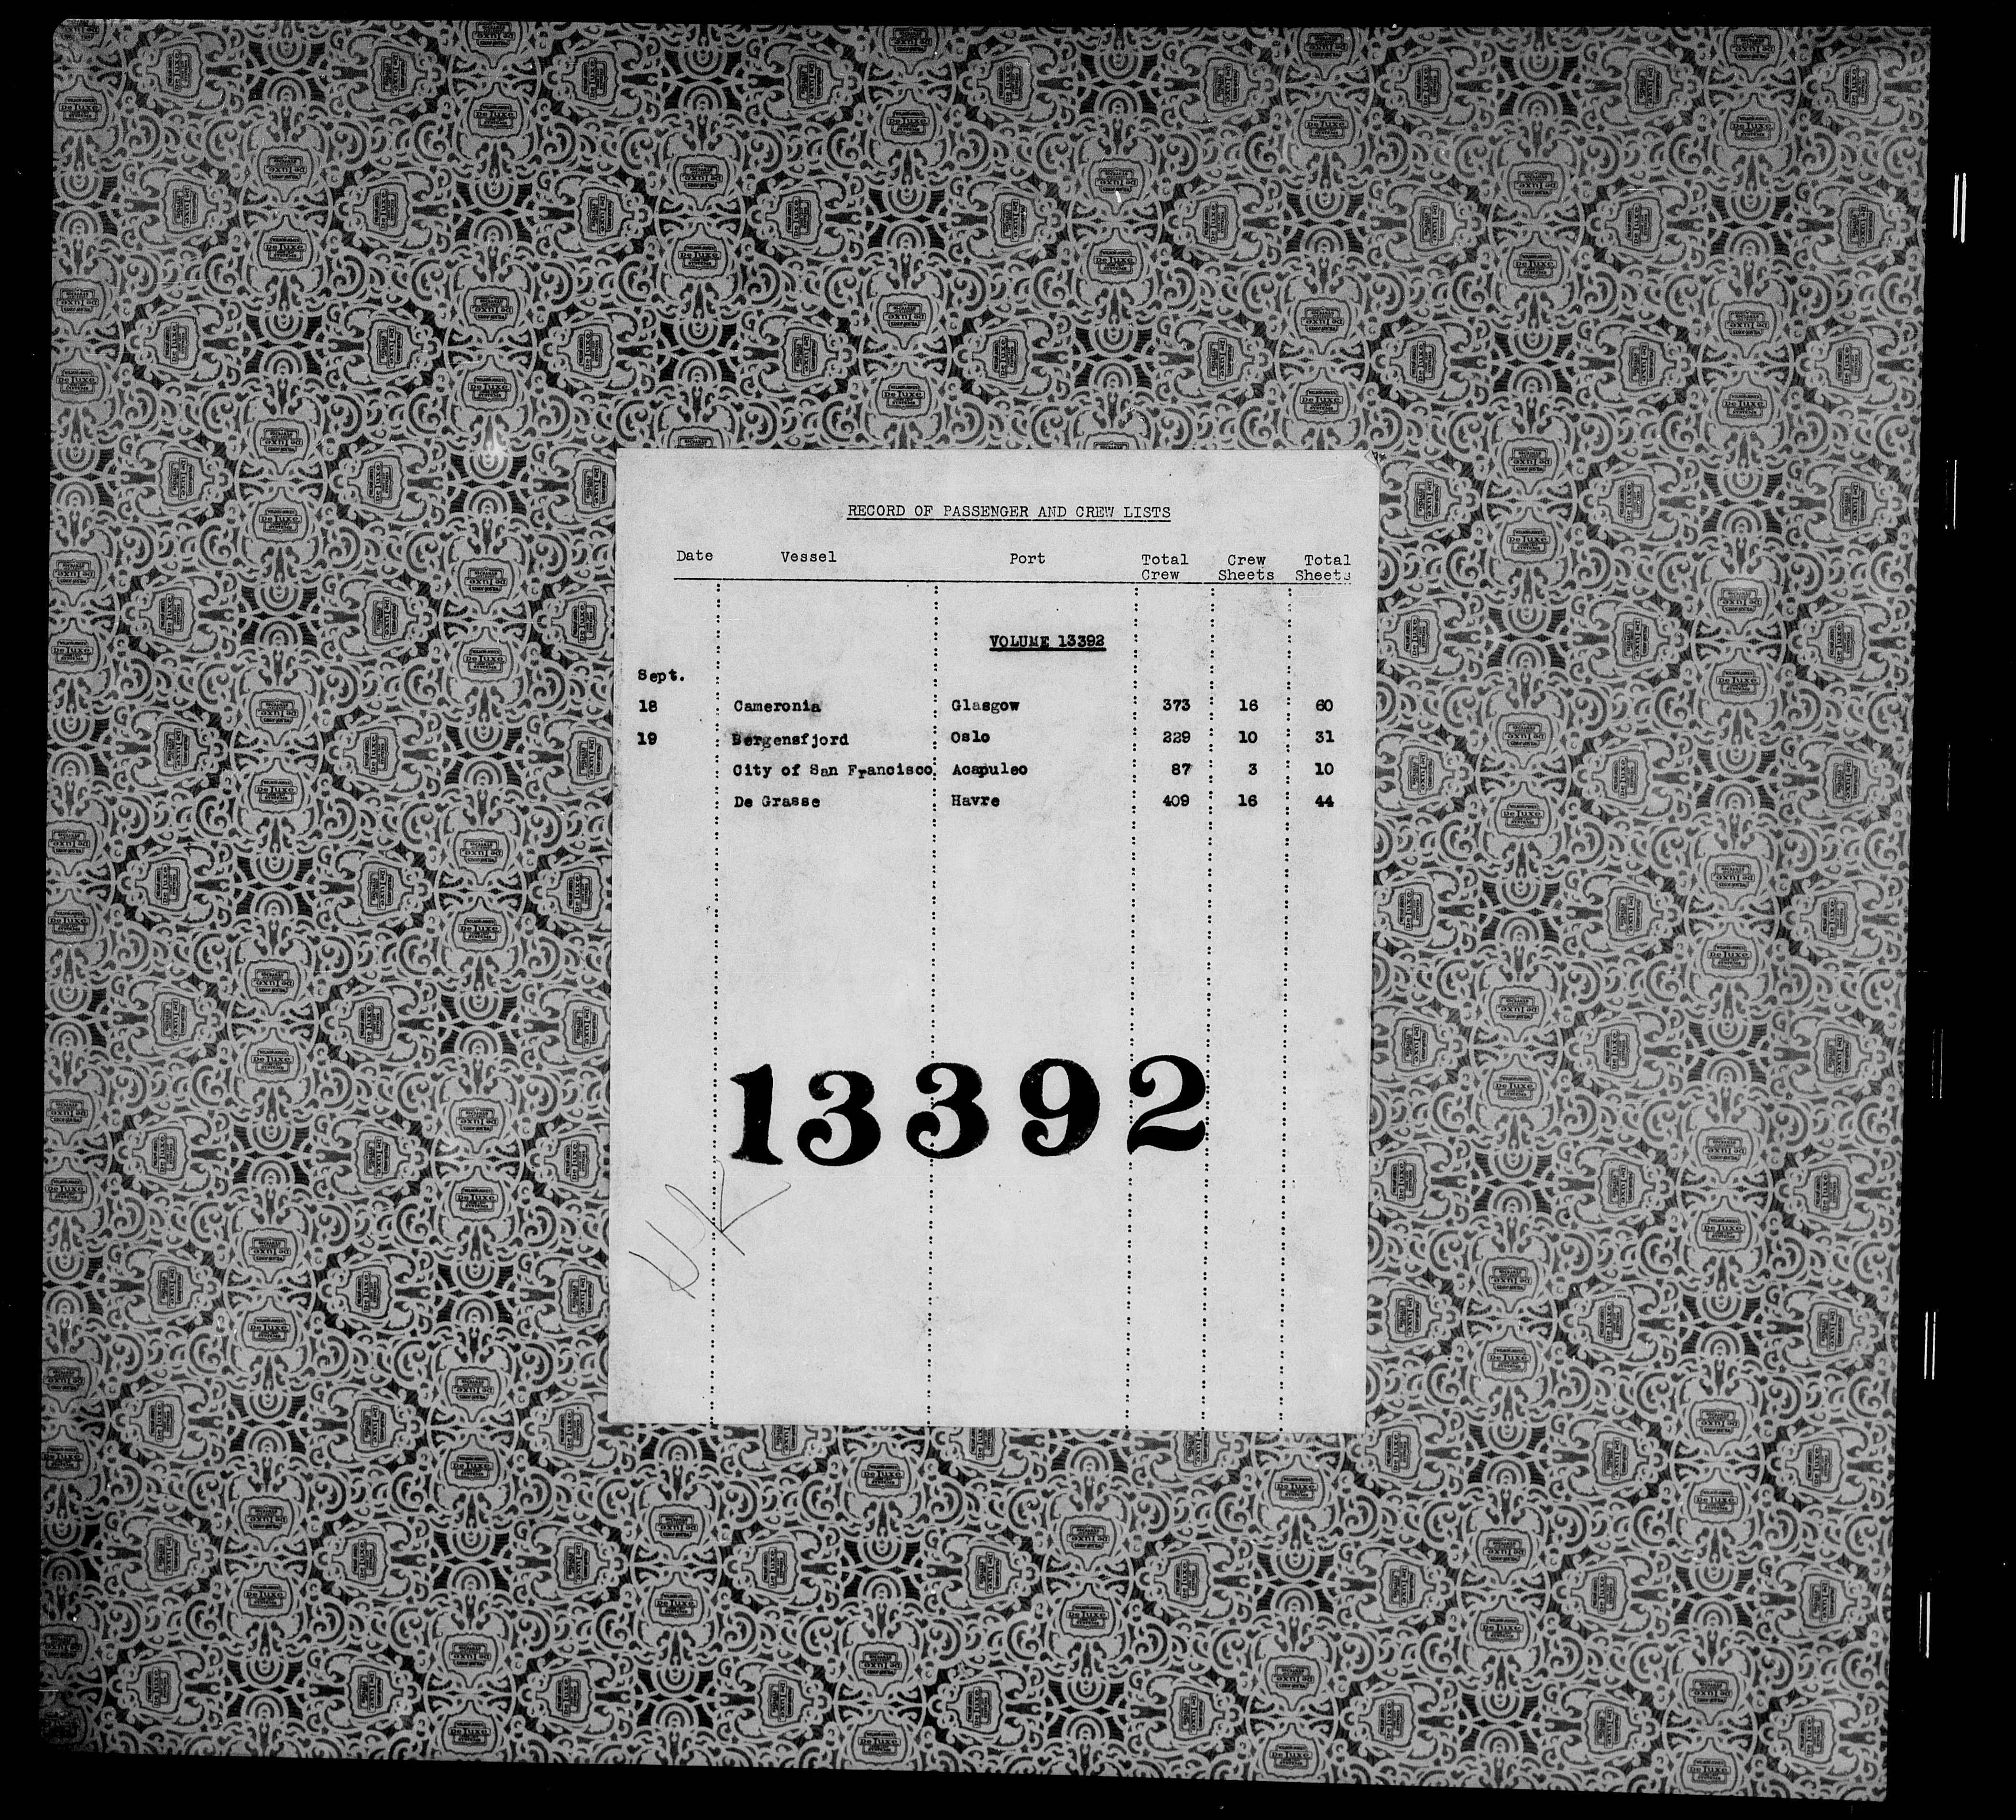 RECORD OF PASSENGER AND CREW LISTS
Date Vessel Port Total Crew Crew Sheets Total Sheets
VOLUME 13392
Sept.
18 Cameronia Glasgow 373 16 60
19 Bergensfjord Oslo 229 10 31
City of San Francisco Acapulco 87 3 10
De Grasse Havre 409 16 44
13392
UK